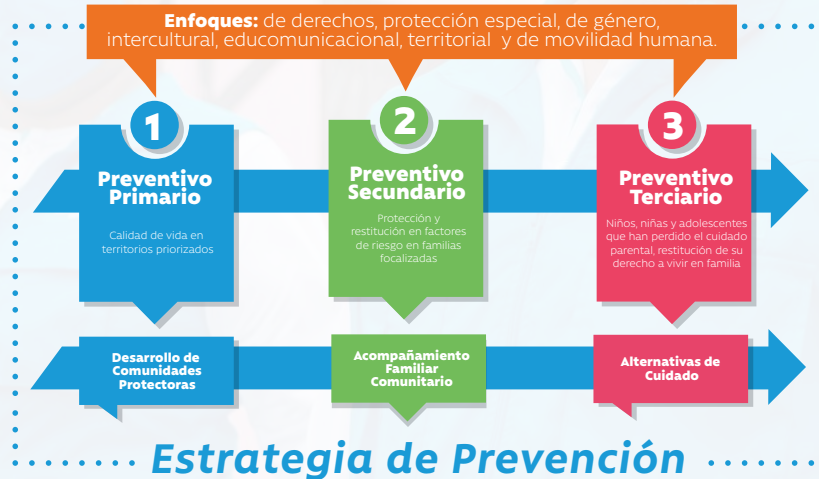 Enfoques: de derechos, protección especial, de género,
intercultural, educomunicacional, territorial y de movilidad humana.
1
Preventivo
Primario
Calidad de vida en
territorios priorizados
2
Preventivo
Secundario
Protección y
restitución en factores
de riesgo en familias
focalizadas
3
Preventivo
Terciario
Niños, niñas y adolescentes
que han perdido el cuidado
parental, restitución de su
derecho a vivir en familia
Desarrollo de
Comunidades
Protectoras
Acompañamiento
Familiar
Comunitario
Alternativas de
Cuidado
Estrategia de Prevención